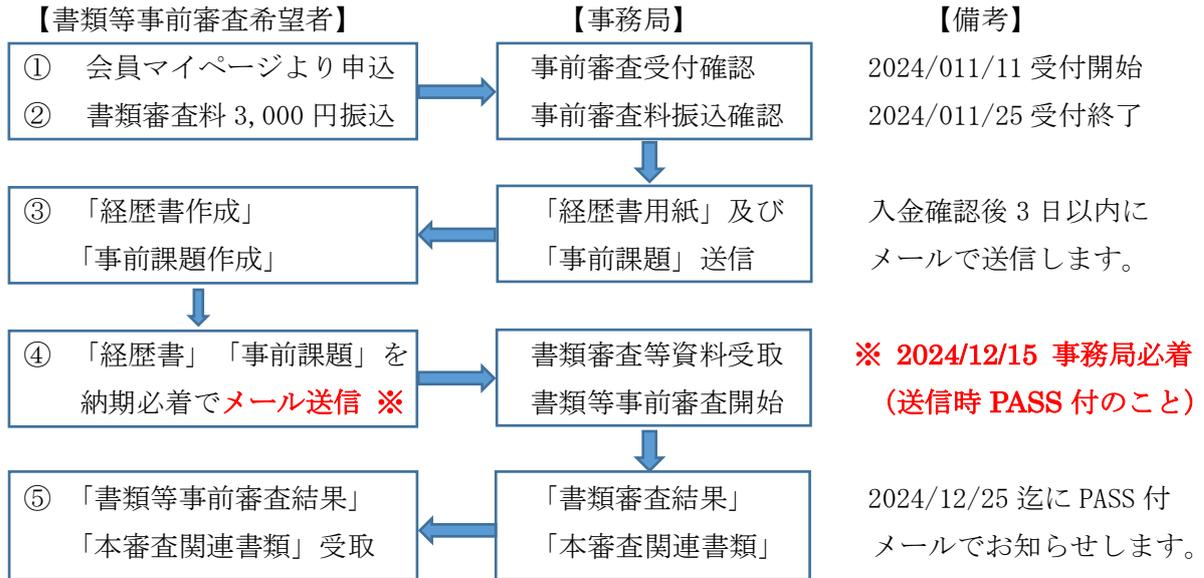 【書類等事前審査希望者】 【事務局】 【備考】
① 会員マイページより申込 事前審査受付確認 2024/011/11 受付開始
② 書類審査料 3,000 円振込 事前審査料振込確認 2024/011/25 受付終了
③ 「経歴書作成」 「経歴書用紙」及び 入金確認後 3 日以内に
「事前課題作成」 「事前課題」送信 メールで送信します。
④ 「経歴書」「事前課題」を 書類審査等資料受取 ※ 2024/12/15 事務局必着
納期必着でメール送信 ※ 書類等事前審査開始 （送信時 PASS 付のこと）
⑤ 「書類等事前審査結果」 「書類審査結果」 2024/12/25 迄に PASS 付
「本審査関連書類」受取 「本審査関連書類」 メールでお知らせします。